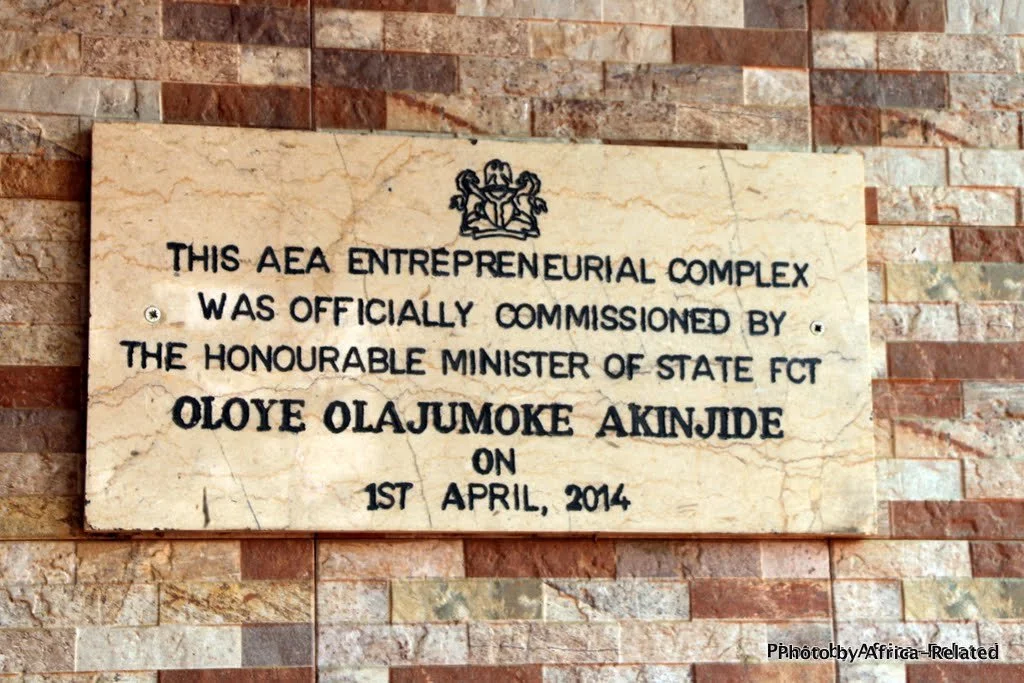 THIS AEA ENTREPRENEURIAL COMPLEX
WAS OFFICIALLY COMMISSIONED BY
THE HONOURABLE MINISTER OF STATE FCT
OLOYE OLAJUMOKE AKINJIDE
ON
1ST APRIL, 2014
Photo by Africa-Related